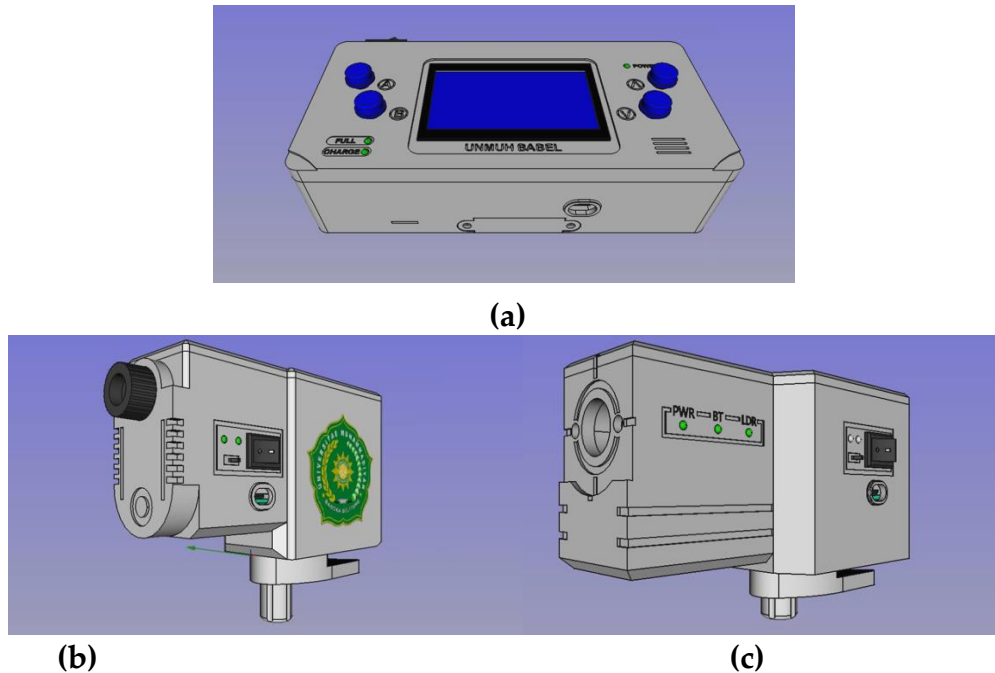 POWER
A
B
Λ
V
FULL
CHARGE
UNMUH BABEL
(a)
PWR BT LDR
(b)
(c)